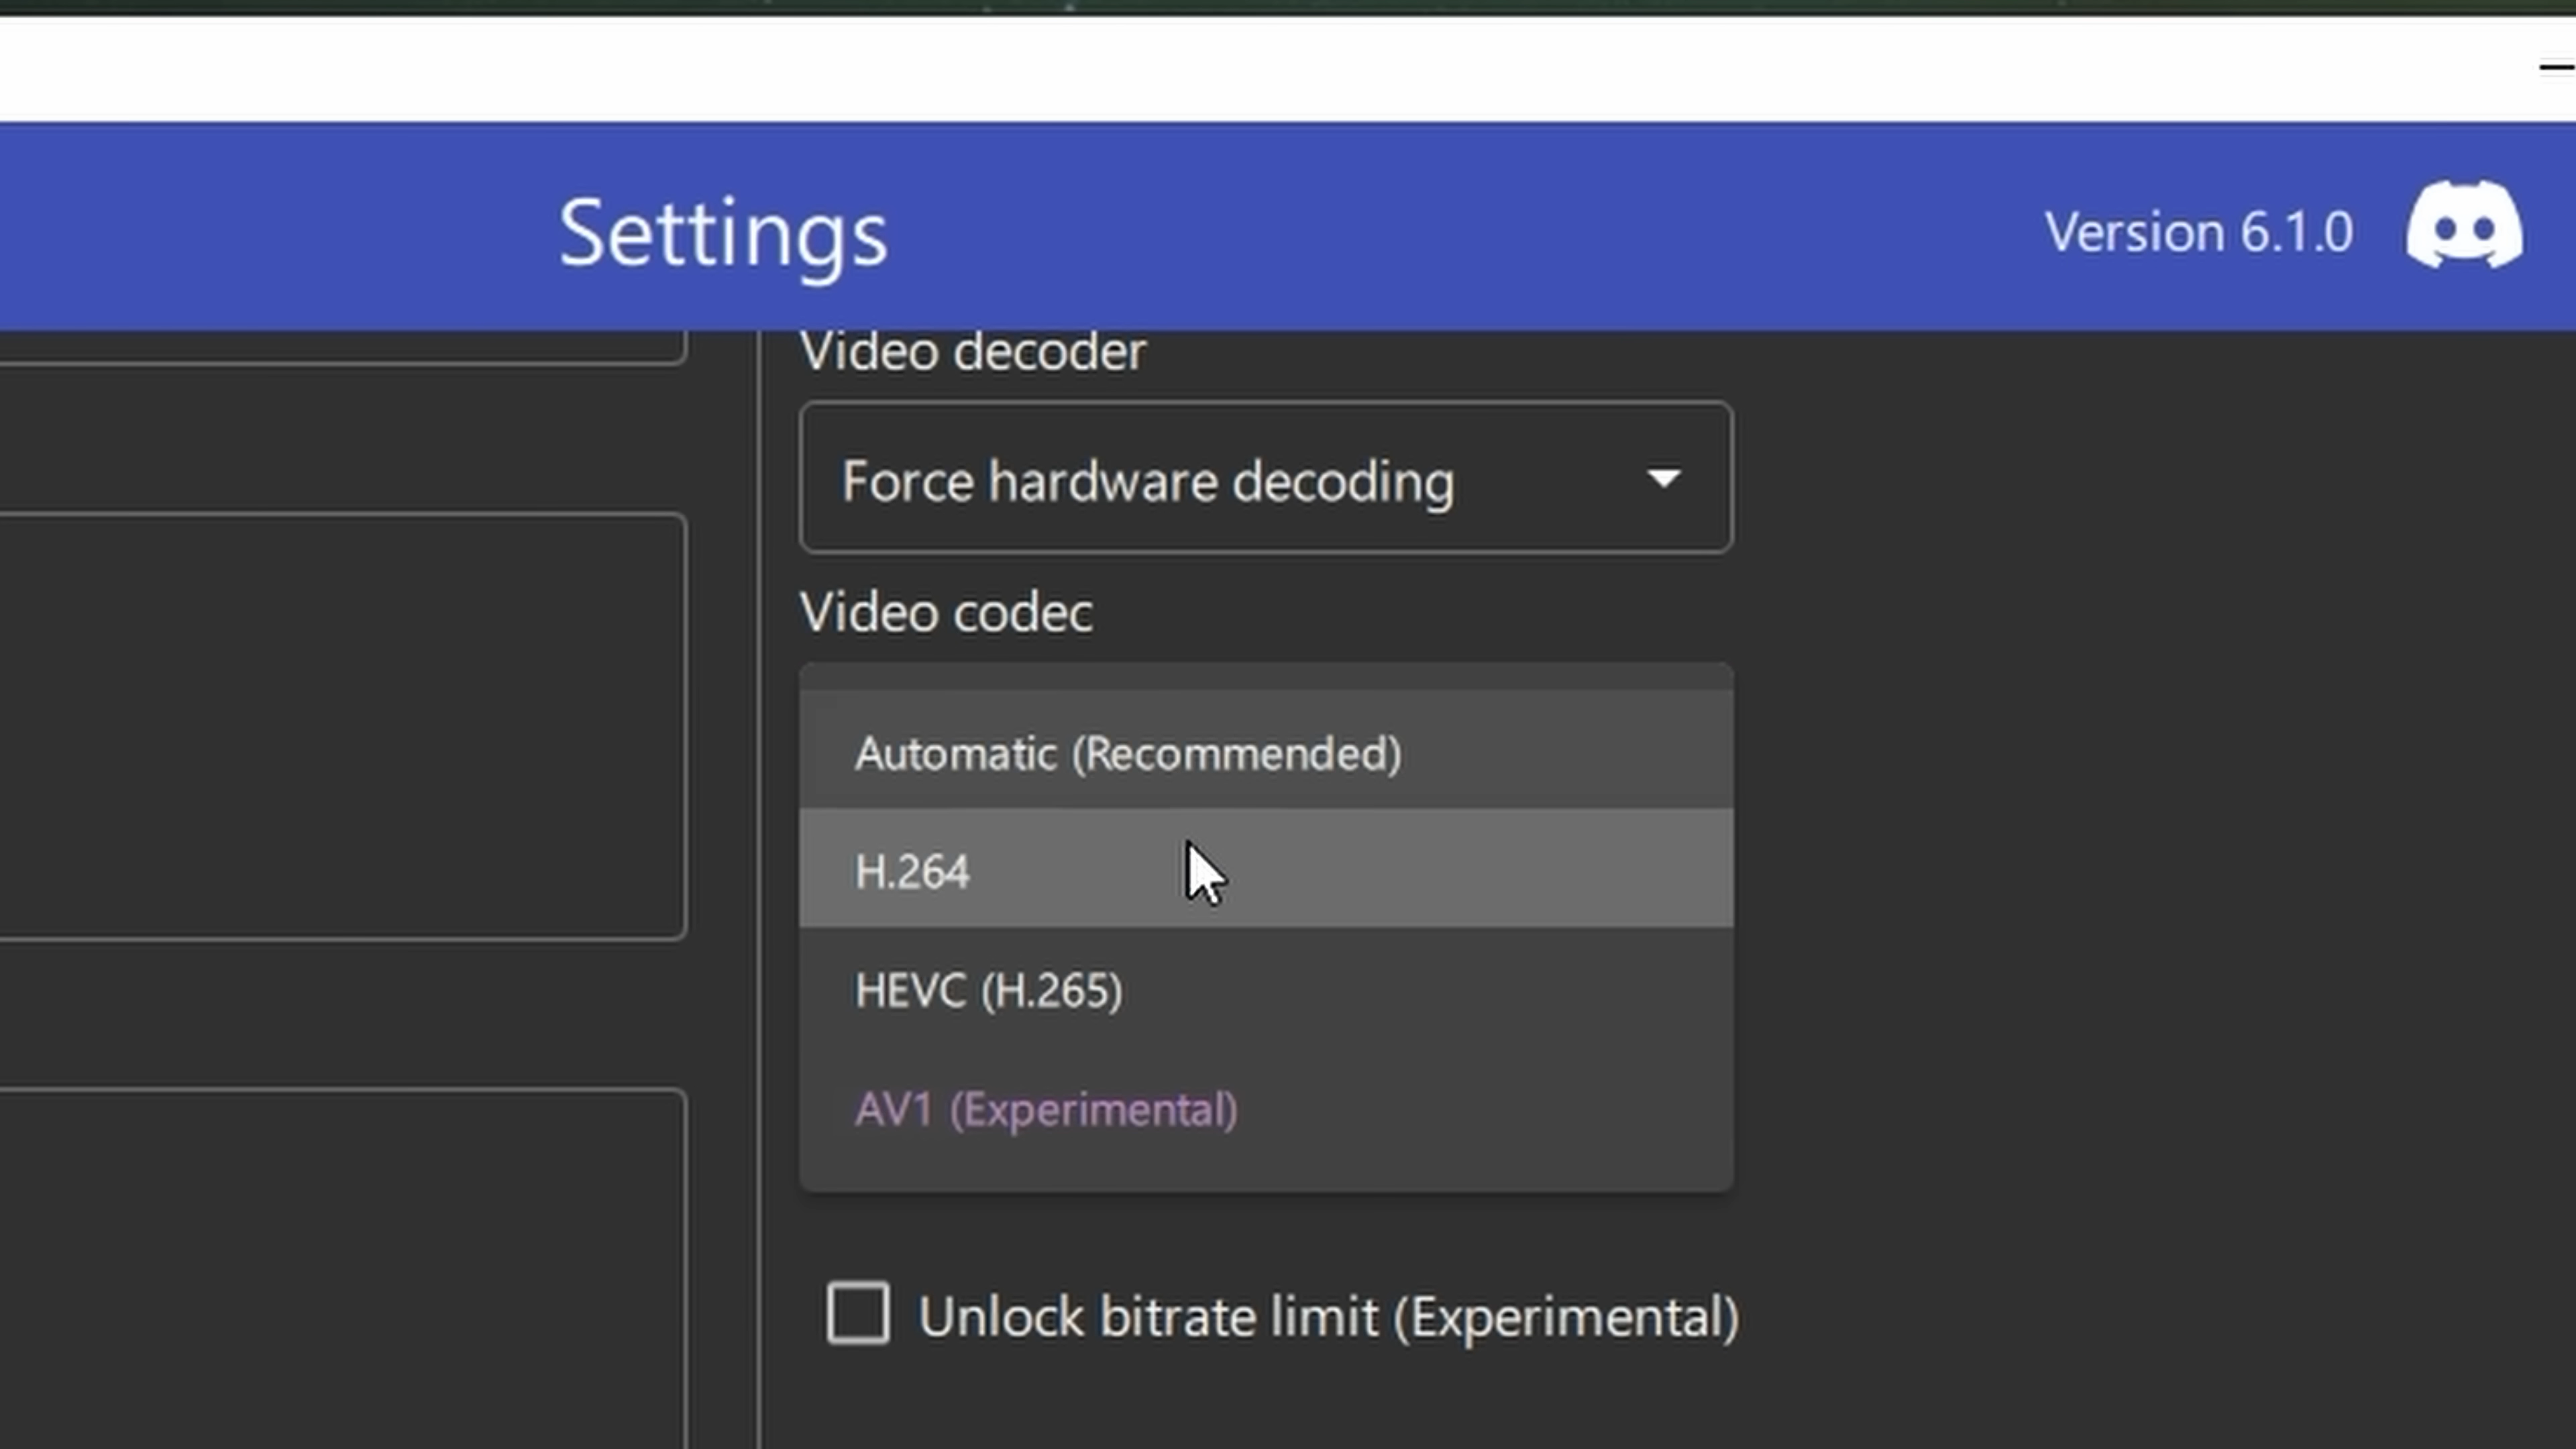 Settings
Version 6.1.0
Video decoder
Force hardware decoding
Video codec
Automatic (Recommended)
H.264
HEVC (H.265)
AV1 (Experimental)
Unlock bitrate limit (Experimental)